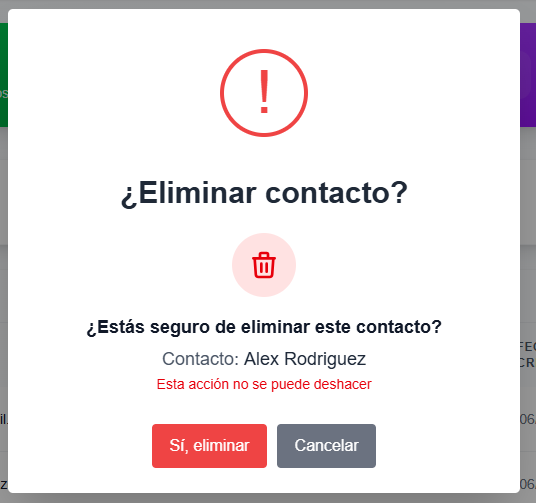 !
¿Eliminar contacto?
¿Estás seguro de eliminar este contacto?
Contacto: Alex Rodriguez
Esta acción no se puede deshacer
Sí, eliminar
Cancelar